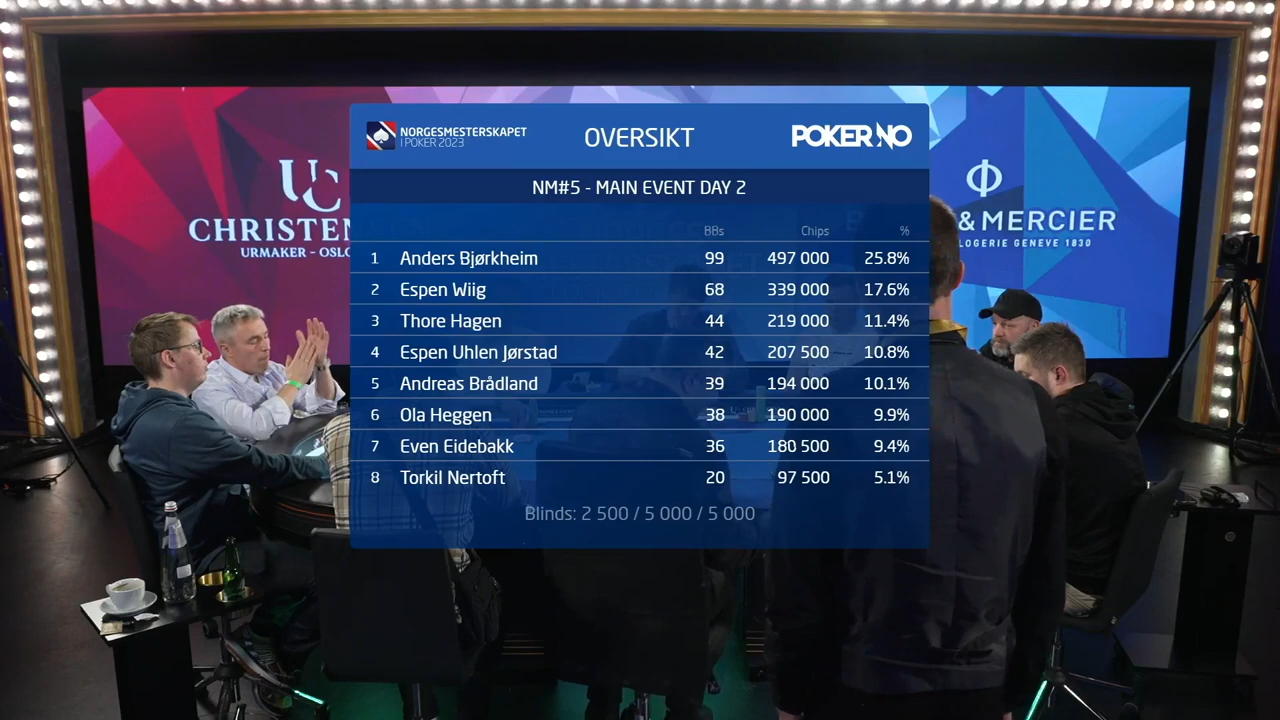 NORGESMESTERSKAPET
I POKER 2023
OVERSIKT
POKER.NO
NM#5 - MAIN EVENT DAY 2
BBs Chips %
1 Anders Bjørkheim 99 497 000 25.8%
2 Espen Wiig 68 339 000 17.6%
3 Thore Hagen 44 219 000 11.4%
4 Espen Uhlen Jørstad 42 207 500 10.8%
5 Andreas Brådland 39 194 000 10.1%
6 Ola Heggen 38 190 000 9.9%
7 Even Eidebakk 36 180 500 9.4%
8 Torkil Nertoft 20 97 500 5.1%
Blinds: 2 500 / 5 000 / 5 000
UC
CHRISTEN
URMAKER - OSLO
& MERCIER
LOGERIE GENEVE 1830